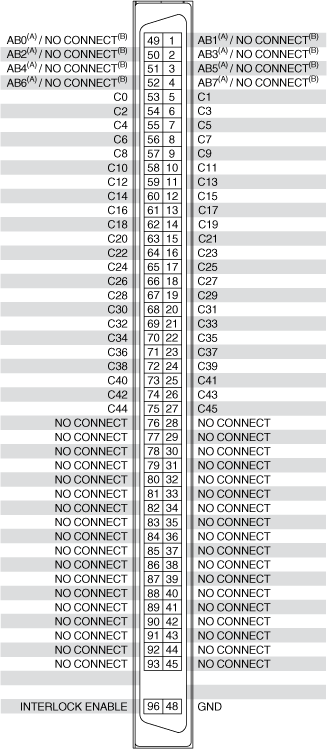 AB0(A) / NO CONNECT(B) 49 1 AB1(A) / NO CONNECT(B)
AB2(A) / NO CONNECT(B) 50 2 AB3(A) / NO CONNECT(B)
AB4(A) / NO CONNECT(B) 51 3 AB5(A) / NO CONNECT(B)
AB6(A) / NO CONNECT(B) 52 4 AB7(A) / NO CONNECT(B)
C0 53 5 C1
C2 54 6 C3
C4 55 7 C5
C6 56 8 C7
C8 57 9 C9
C10 58 10 C11
C12 59 11 C13
C14 60 12 C15
C16 61 13 C17
C18 62 14 C19
C20 63 15 C21
C22 64 16 C23
C24 65 17 C25
C26 66 18 C27
C28 67 19 C29
C30 68 20 C31
C32 69 21 C33
C34 70 22 C35
C36 71 23 C37
C38 72 24 C39
C40 73 25 C41
C42 74 26 C43
C44 75 27 C45
NO CONNECT 76 28 NO CONNECT
NO CONNECT 77 29 NO CONNECT
NO CONNECT 78 30 NO CONNECT
NO CONNECT 79 31 NO CONNECT
NO CONNECT 80 32 NO CONNECT
NO CONNECT 81 33 NO CONNECT
NO CONNECT 82 34 NO CONNECT
NO CONNECT 83 35 NO CONNECT
NO CONNECT 84 36 NO CONNECT
NO CONNECT 85 37 NO CONNECT
NO CONNECT 86 38 NO CONNECT
NO CONNECT 87 39 NO CONNECT
NO CONNECT 88 40 NO CONNECT
NO CONNECT 89 41 NO CONNECT
NO CONNECT 90 42 NO CONNECT
NO CONNECT 91 43 NO CONNECT
NO CONNECT 92 44 NO CONNECT
NO CONNECT 93 45 NO CONNECT
INTERLOCK ENABLE 96 48 GND